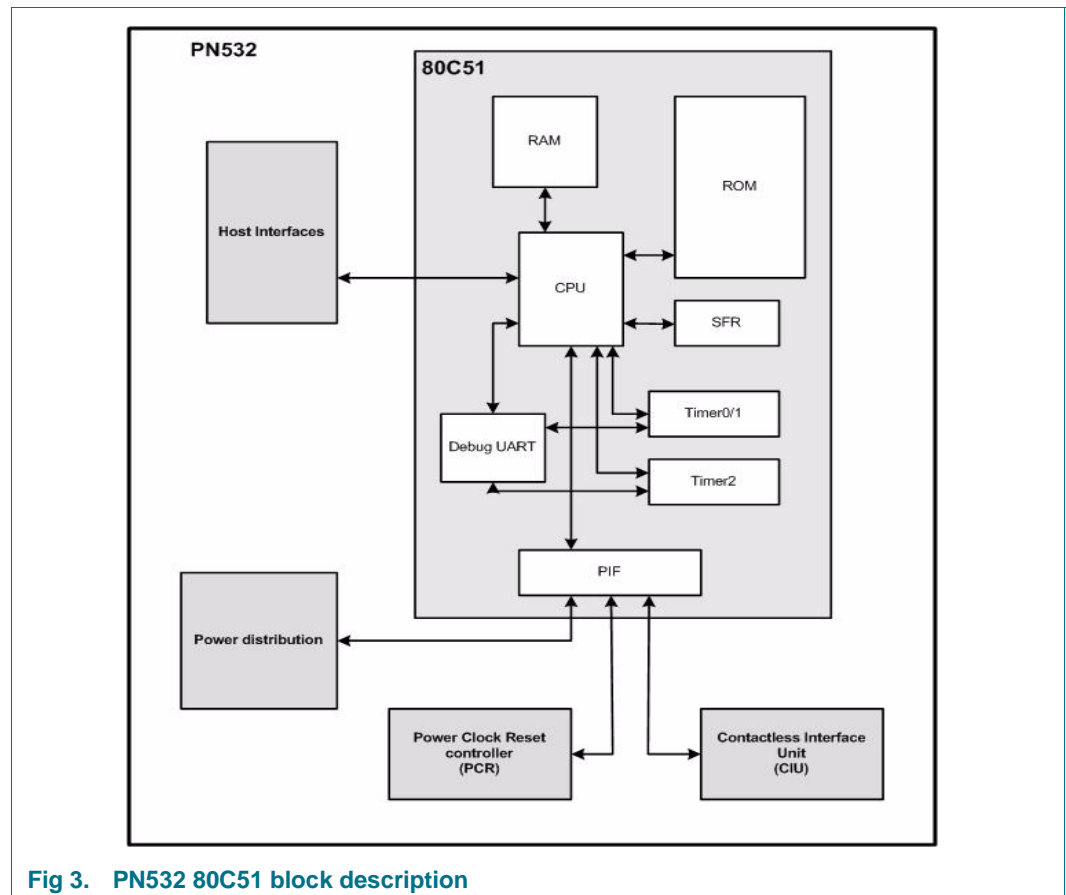 PN532
80C51
RAM
ROM
Host Interfaces
CPU
SFR
Timer0/1
Debug UART
Timer2
PIF
Power distribution
Power Clock Reset
controller
(PCR)
Contactless Interface
Unit
(CIU)
Fig 3. PN532 80C51 block description